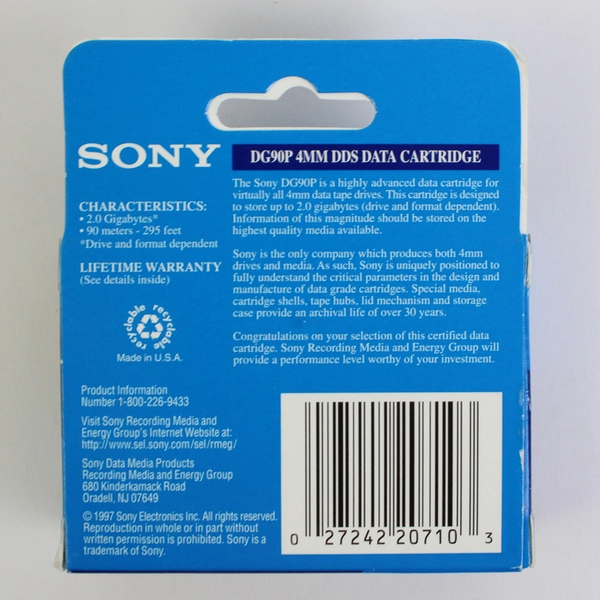 SONY
DG90P 4MM DDS DATA CARTRIDGE
CHARACTERISTICS:
• 2.0 Gigabytes*
• 90 meters - 295 feet
*Drive and format dependent
LIFETIME WARRANTY
(See details inside)
recyclable recyclable
Made in U.S.A.
The Sony DG90P is a highly advanced data cartridge for
virtually all 4mm data tape drives. This cartridge is designed
to store up to 2.0 gigabytes (drive and format dependent).
Information of this magnitude should be stored on the
highest quality media available.
Sony is the only company which produces both 4mm
drives and media. As such, Sony is uniquely positioned to
fully understand the critical parameters in the design and
manufacture of data grade cartridges. Special media,
cartridge shells, tape hubs, lid mechanism and storage
case provide an archival life of over 30 years.
Congratulations on your selection of this certified data
cartridge. Sony Recording Media and Energy Group will
provide a performance level worthy of your investment.
Product Information
Number 1-800-226-9433
Visit Sony Recording Media and
Energy Group's Internet Website at:
http://www.sel.sony.com/sel/rmeg/
Sony Data Media Products
Recording Media and Energy Group
680 Kinderkamack Road
Oradell, NJ 07649
© 1997 Sony Electronics Inc. All rights reserved.
Reproduction in whole or in part without
written permission is prohibited. Sony is a
trademark of Sony.
0 27242 20710 3